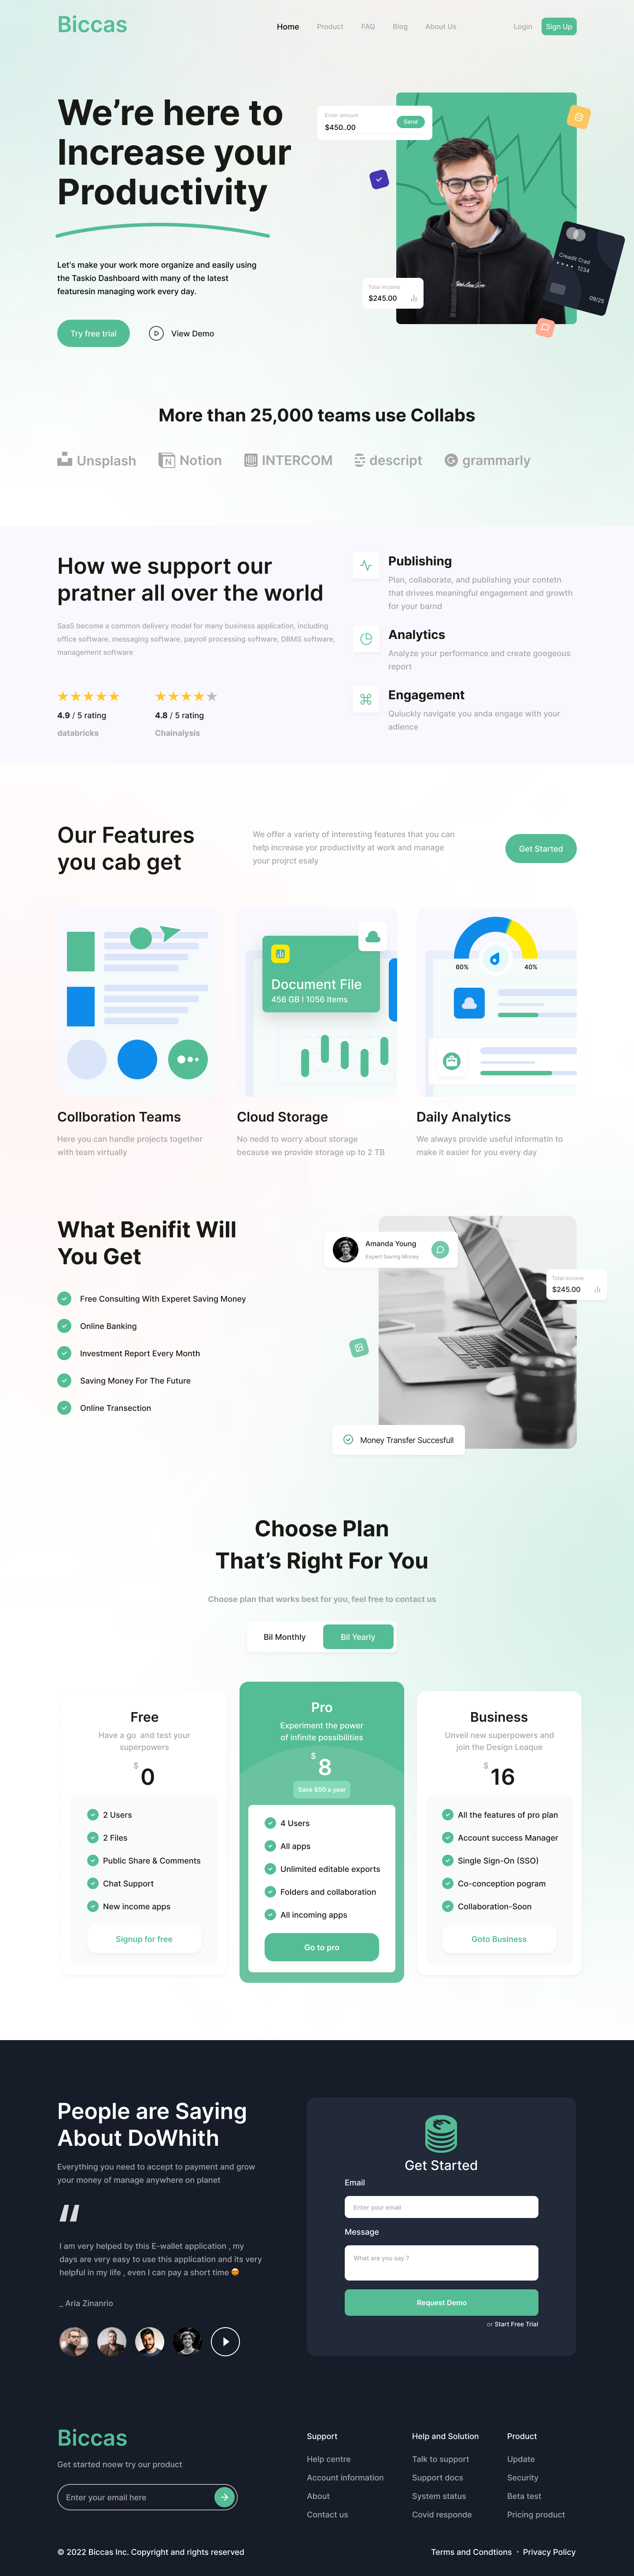 Biccas
Home
Product
FAQ
Blog
About Us
Login
Sign Up
We’re here to
Increase your
Productivity
Let's make your work more organize and easily using
the Taskio Dashboard with many of the latest
featuresin managing work every day.
Try free trial
View Demo
Enter amount
$450..00
Send
Total Income
$245.00
Creadit Crad
1234
09/25
More than 25,000 teams use Collabs
Unsplash
Notion
INTERCOM
descript
grammarly
How we support our
pratner all over the world
SaaS become a common delivery model for many business application, including
office software, messaging software, payroll processing software, DBMS software,
management software
4.9 / 5 rating
databricks
4.8 / 5 rating
Chainalysis
Publishing
Plan, collaborate, and publishing your contetn
that drivees meaningful engagement and growth
for your barnd
Analytics
Analyze your performance and create goegeous
report
Engagement
Quiuckly navigate you anda engage with your
adience
Our Features
you cab get
We offer a variety of interesting features that you can
help increase yor productivity at work and manage
your projrct esaly
Get Started
Document File
456 GB I 1056 Items
60%
40%
Collboration Teams
Here you can handle projects together
with team virtually
Cloud Storage
No nedd to worry about storage
because we provide storage up to 2 TB
Daily Analytics
We always provide useful informatin to
make it easier for you every day
What Benifit Will
You Get
Free Consulting With Experet Saving Money
Online Banking
Investment Report Every Month
Saving Money For The Future
Online Transection
Amanda Young
Expert Saving Money
Total Income
$245.00
Money Transfer Succesfull
Choose Plan
That’s Right For You
Choose plan that works best for you, feel free to contact us
Bil Monthly
Bil Yearly
Free
Have a go and test your
superpowers
$
0
2 Users
2 Files
Public Share & Comments
Chat Support
New income apps
Signup for free
Pro
Experiment the power
of infinite possibilities
$
8
Save $50 a year
4 Users
All apps
Unlimited editable exports
Folders and collaboration
All incoming apps
Go to pro
Business
Unveil new superpowers and
join the Design Leaque
$
16
All the features of pro plan
Account success Manager
Single Sign-On (SSO)
Co-conception pogram
Collaboration-Soon
Goto Business
People are Saying
About DoWhith
Everything you need to accept to payment and grow
your money of manage anywhere on planet
“
I am very helped by this E-wallet application , my
days are very easy to use this application and its very
helpful in my life , even I can pay a short time 😍
_ Aria Zinanrio
Get Started
Email
Enter your email
Message
What are you say ?
Request Demo
or Start Free Trial
Biccas
Get started noew try our product
Enter your email here
Support
Help centre
Account information
About
Contact us
Help and Solution
Talk to support
Support docs
System status
Covid responde
Product
Update
Security
Beta test
Pricing product
© 2022 Biccas Inc. Copyright and rights reserved
Terms and Condtions • Privacy Policy